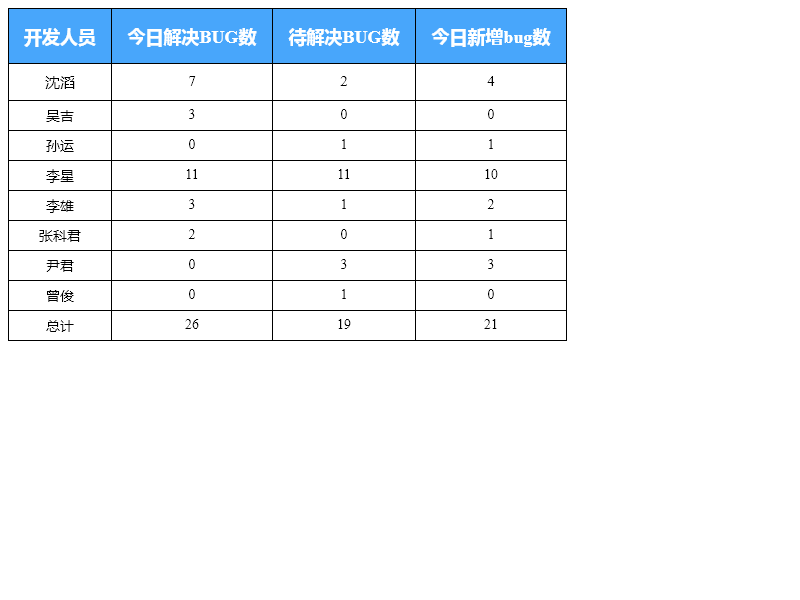 开发人员 今日解决BUG数 待解决BUG数 今日新增bug数
沈滔 7 2 4
吴吉 3 0 0
孙运 0 1 1
李星 11 11 10
李雄 3 1 2
张科君 2 0 1
尹君 0 3 3
曾俊 0 1 0
总计 26 19 21